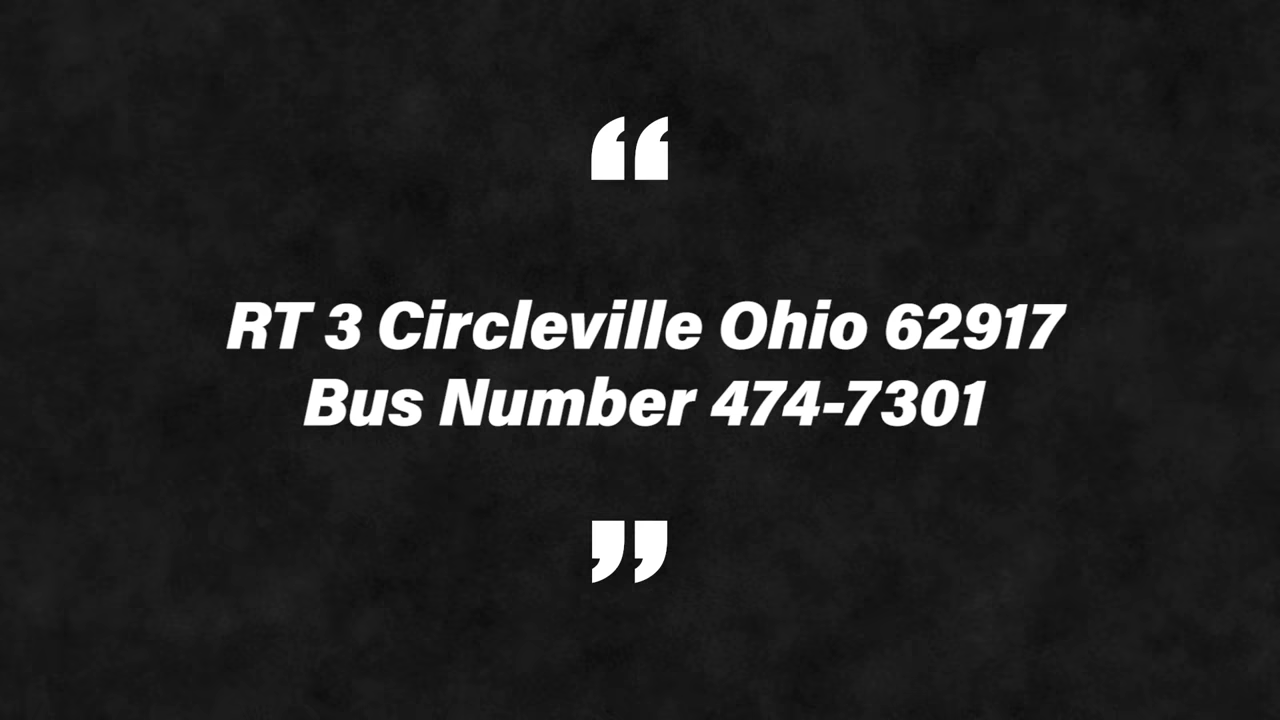 “
RT 3 Circleville Ohio 62917
Bus Number 474-7301
”